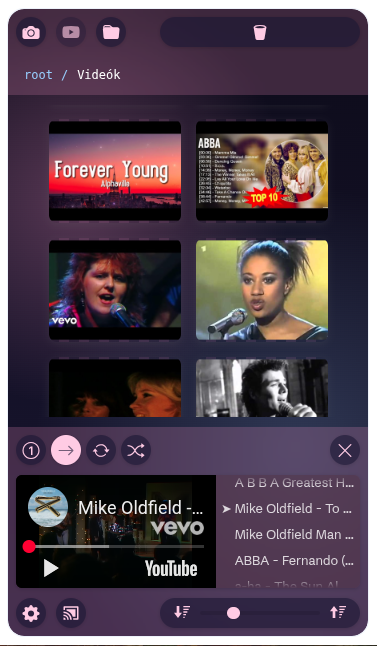 root / Videók
Forever Young
Alphaville
ABBA
TOP 10
vevo
1
A B B A Greatest H...
Mike Oldfield -...
vevo
YouTube
➤ Mike Oldfield - To ...
Mike Oldfield Man ...
ABBA - Fernando (...
a-ha - The Sun Al...